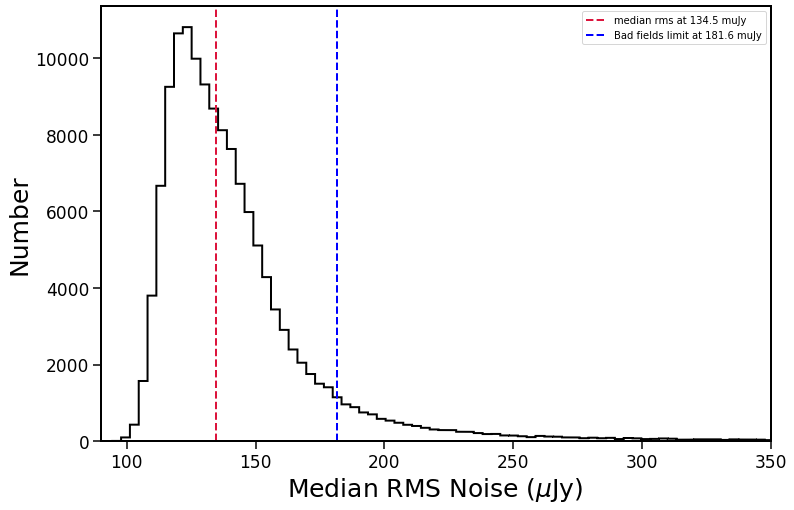 median rms at 134.5 muJy
Bad fields limit at 181.6 muJy
10000
8000
6000
4000
2000
0
Number
100 150 200 250 300 350
Median RMS Noise (μJy)